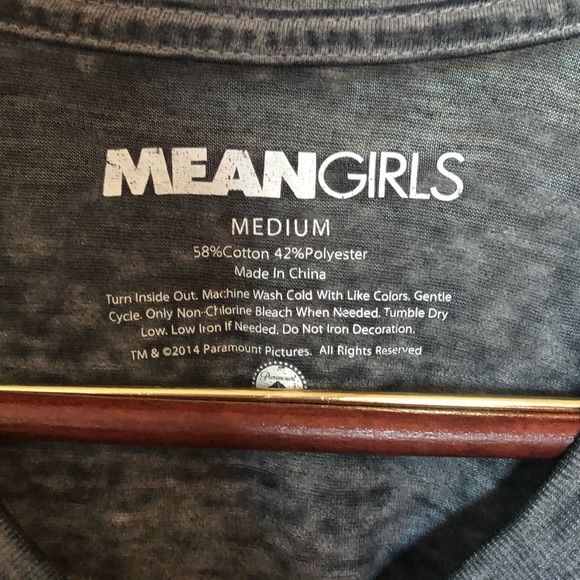 MEANGIRLS
MEDIUM
58%Cotton 42%Polyester
Made In China
Turn Inside Out. Machine Wash Cold With Like Colors. Gentle
Cycle. Only Non-Chlorine Bleach When Needed. Tumble Dry
Low. Low Iron If Needed. Do Not Iron Decoration.
TM & ©2014 Paramount Pictures. All Rights Reserved
Paramount